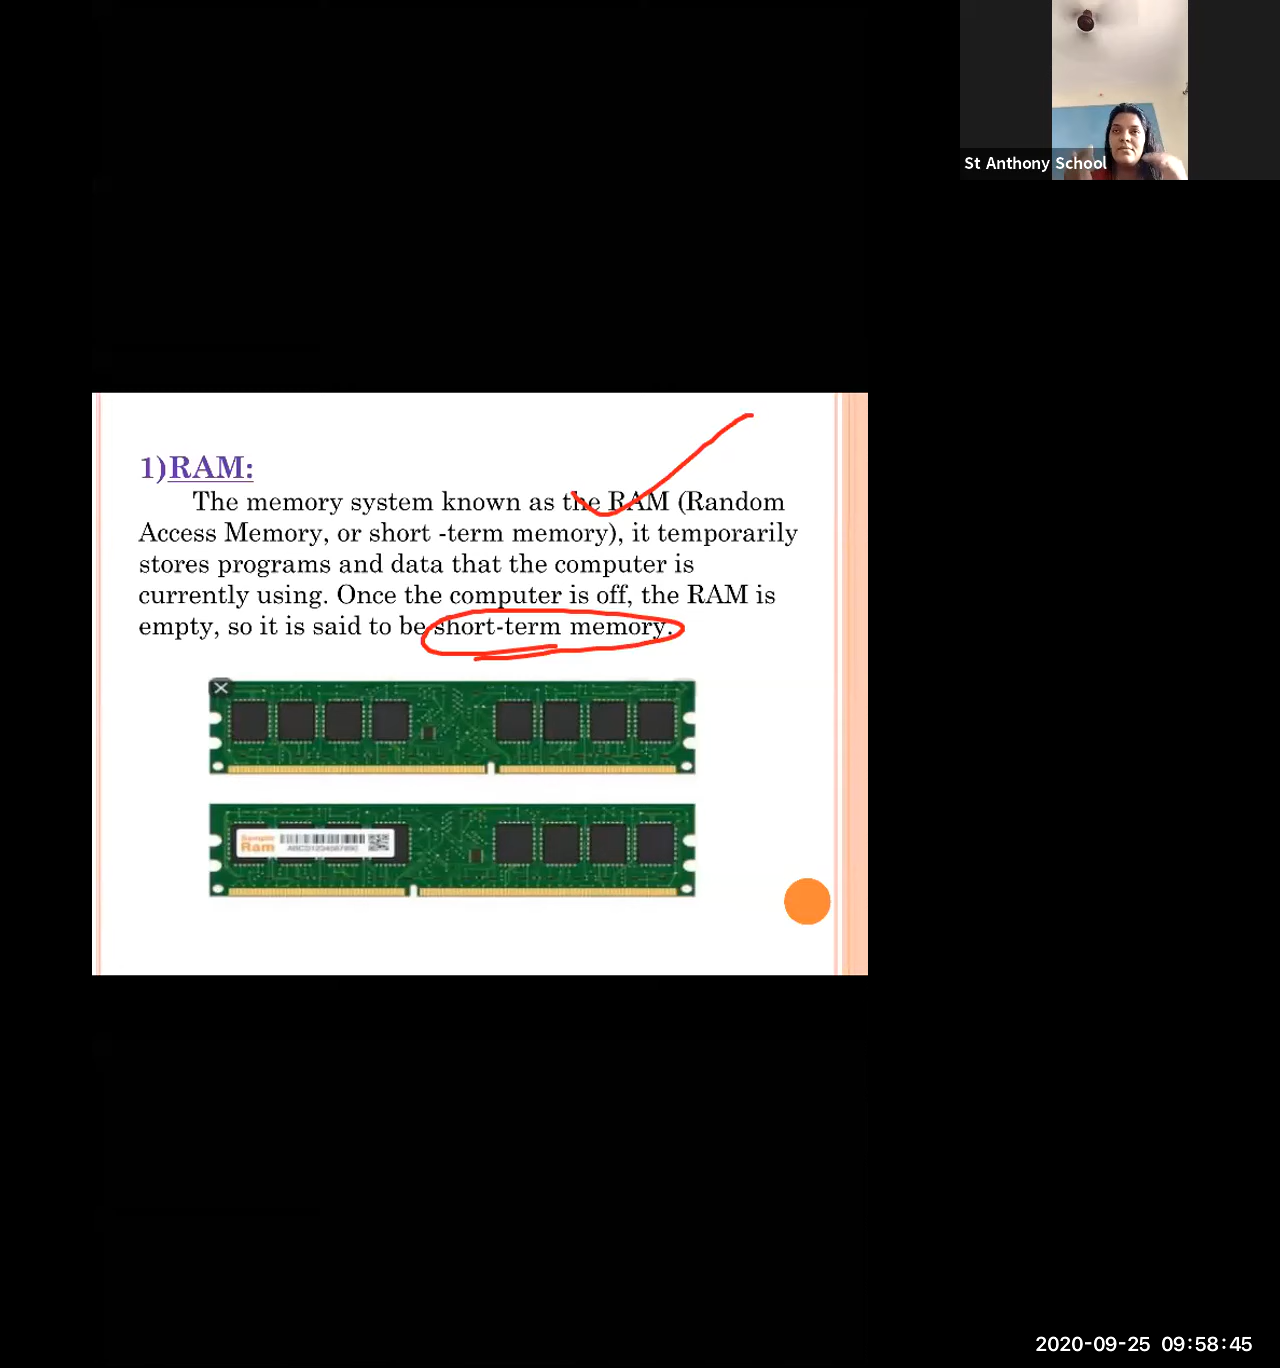 St Anthony School
1)RAM:
The memory system known as the RAM (Random
Access Memory, or short -term memory), it temporarily
stores programs and data that the computer is
currently using. Once the computer is off, the RAM is
empty, so it is said to be short-term memory.
Sample
Ram
2020-09-25 09:58:45